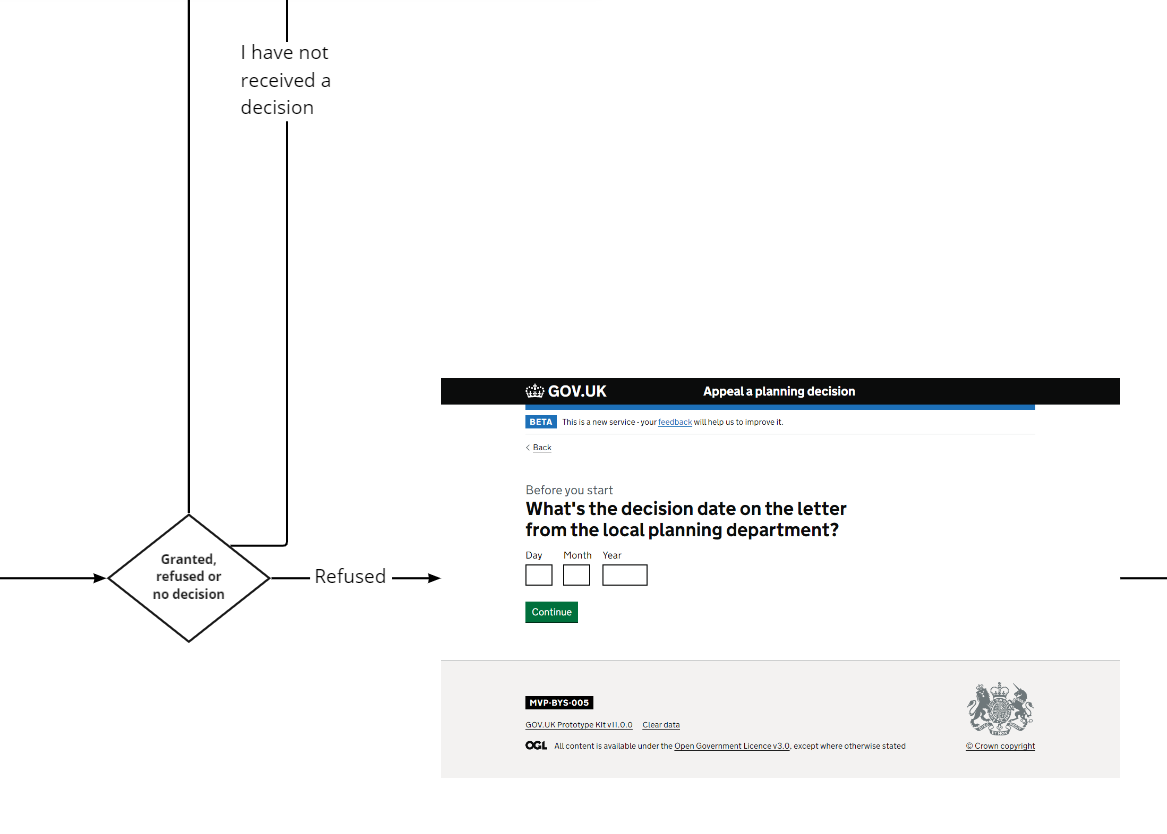 I have not
received a
decision
GOV.UK
Appeal a planning decision
BETA This is a new service - your feedback will help us to improve it.
Back
Before you start
What's the decision date on the letter
from the local planning department?
Day Month Year
Granted,
refused or
no decision
Refused
Continue
MVP-BYS-005
GOV.UK Prototype Kit v11.0.0 Clear data
OGL All content is available under the Open Government Licence v3.0, except where otherwise stated
© Crown copyright